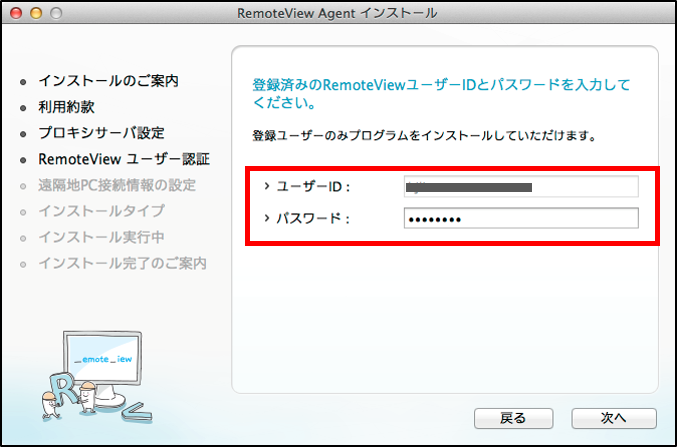 RemoteView Agent インストール
インストールのご案内
利用約款
プロキシサーバ設定
RemoteView ユーザー認証
遠隔地PC接続情報の設定
インストールタイプ
インストール実行中
インストール完了のご案内
登録済みのRemoteViewユーザーIDとパスワードを入力して
ください。
登録ユーザーのみプログラムをインストールしていただけます。
ユーザーID :
パスワード : ••••••••
_emote _iew
R
V
戻る
次へ